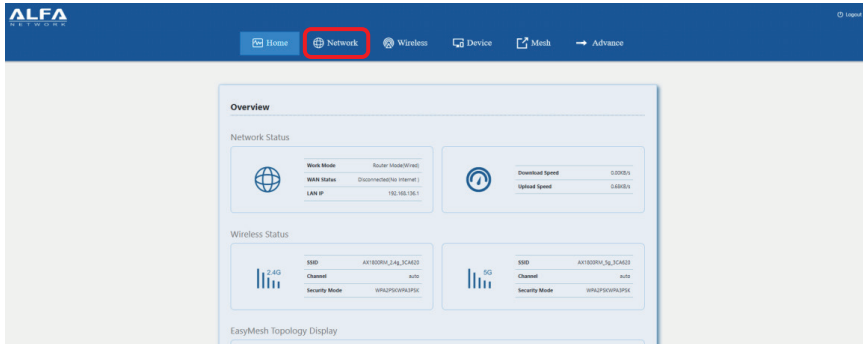 ALFA
NETWORK
Logout
Home Network Wireless Device Mesh Advance
Overview
Network Status
Work Mode Router Mode(Wired)
WAN Status Disconnected(No Internet )
LAN IP 192.168.136.1
Download Speed 0.00KB/s
Upload Speed 0.68KB/s
Wireless Status
2.4G
SSID AX1800RM_2.4g_3CA623
Channel auto
Security Mode WPA2PSKWPA3PSK
5G
SSID AX1800RM_5g_3CA623
Channel auto
Security Mode WPA2PSKWPA3PSK
EasyMesh Topology Display